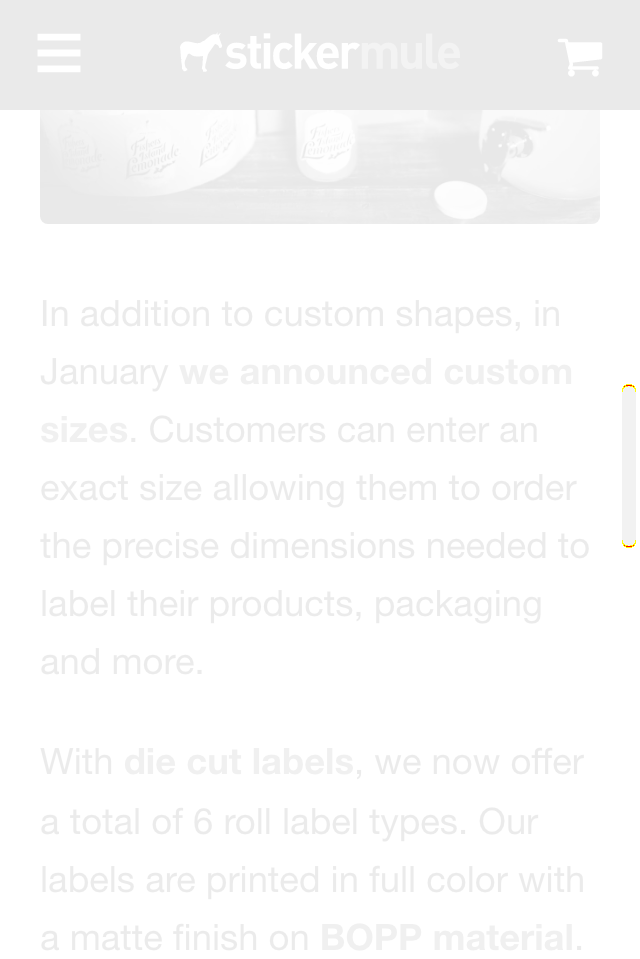 stickermule
In addition to custom shapes, in
January we announced custom
sizes. Customers can enter an
exact size allowing them to order
the precise dimensions needed to
label their products, packaging
and more.
With die cut labels, we now offer
a total of 6 roll label types. Our
labels are printed in full color with
a matte finish on BOPP material.